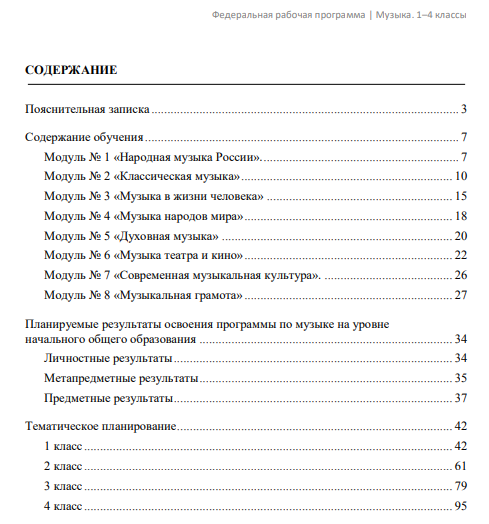 Федеральная рабочая программа | Музыка. 1–4 классы
СОДЕРЖАНИЕ
Пояснительная записка 3
Содержание обучения 7
Модуль № 1 «Народная музыка России». 7
Модуль № 2 «Классическая музыка» 10
Модуль № 3 «Музыка в жизни человека» 15
Модуль № 4 «Музыка народов мира» 18
Модуль № 5 «Духовная музыка» 20
Модуль № 6 «Музыка театра и кино» 22
Модуль № 7 «Современная музыкальная культура». 26
Модуль № 8 «Музыкальная грамота» 27
Планируемые результаты освоения программы по музыке на уровне
начального общего образования 34
Личностные результаты 34
Метапредметные результаты 35
Предметные результаты 37
Тематическое планирование 42
1 класс 42
2 класс 61
3 класс 79
4 класс 95